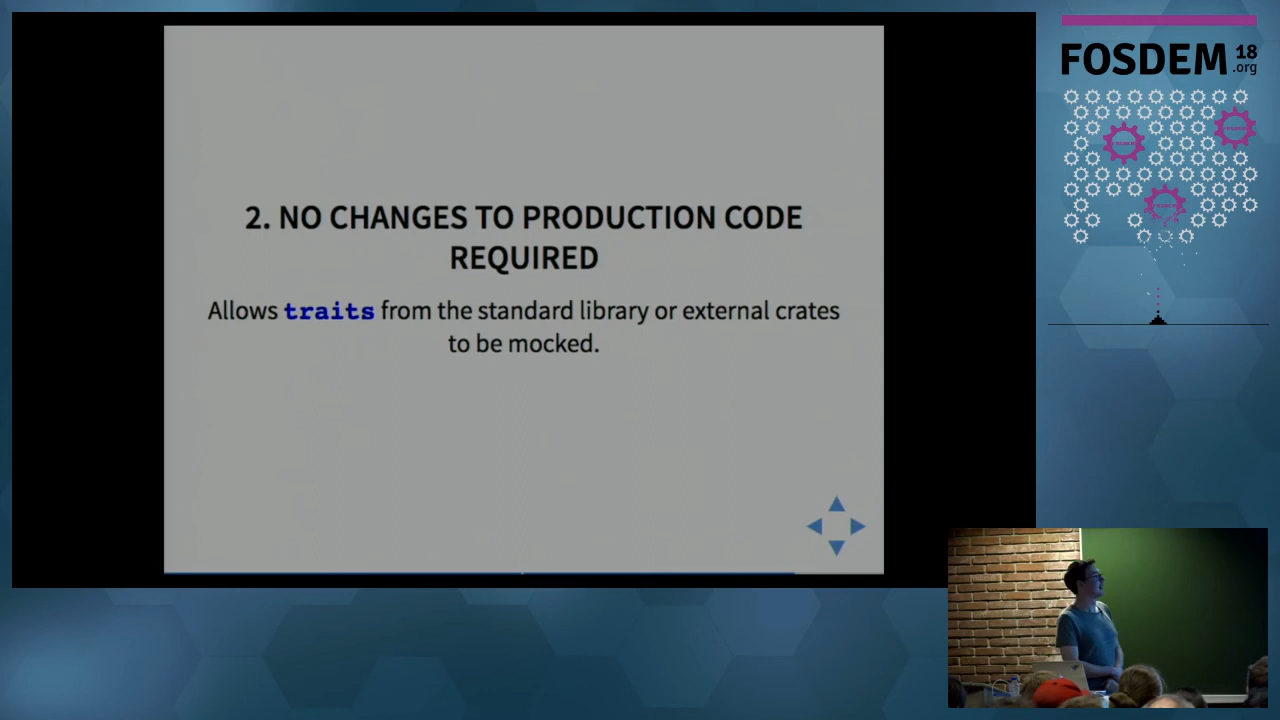 2. NO CHANGES TO PRODUCTION CODE
REQUIRED
Allows traits from the standard library or external crates
to be mocked.
FOSDEM 18
.org